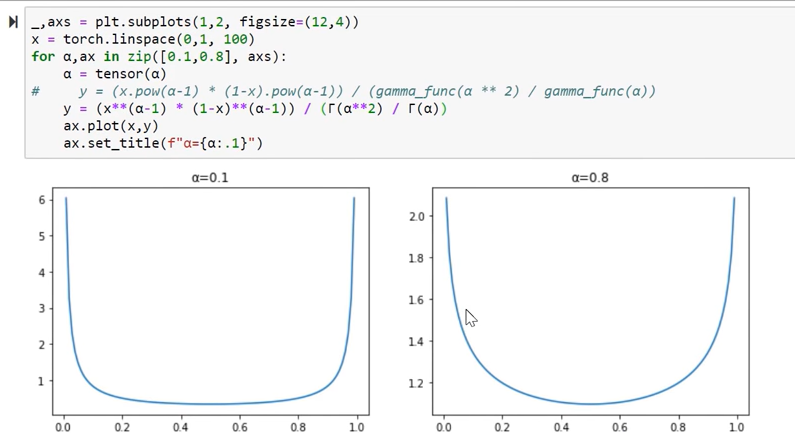 _,axs = plt.subplots(1,2, figsize=(12,4))
x = torch.linspace(0,1, 100)
for α,ax in zip([0.1,0.8], axs):
    α = tensor(α)
#     y = (x.pow(α-1) * (1-x).pow(α-1)) / (gamma_func(α ** 2) / gamma_func(α))
    y = (x**(α-1) * (1-x)**(α-1)) / (Γ(α**2) / Γ(α))
    ax.plot(x,y)
    ax.set_title(f"α={α:.1}")
α=0.1
6
5
4
3
2
1
0.0 0.2 0.4 0.6 0.8 1.0
α=0.8
2.0
1.8
1.6
1.4
1.2
0.0 0.2 0.4 0.6 0.8 1.0